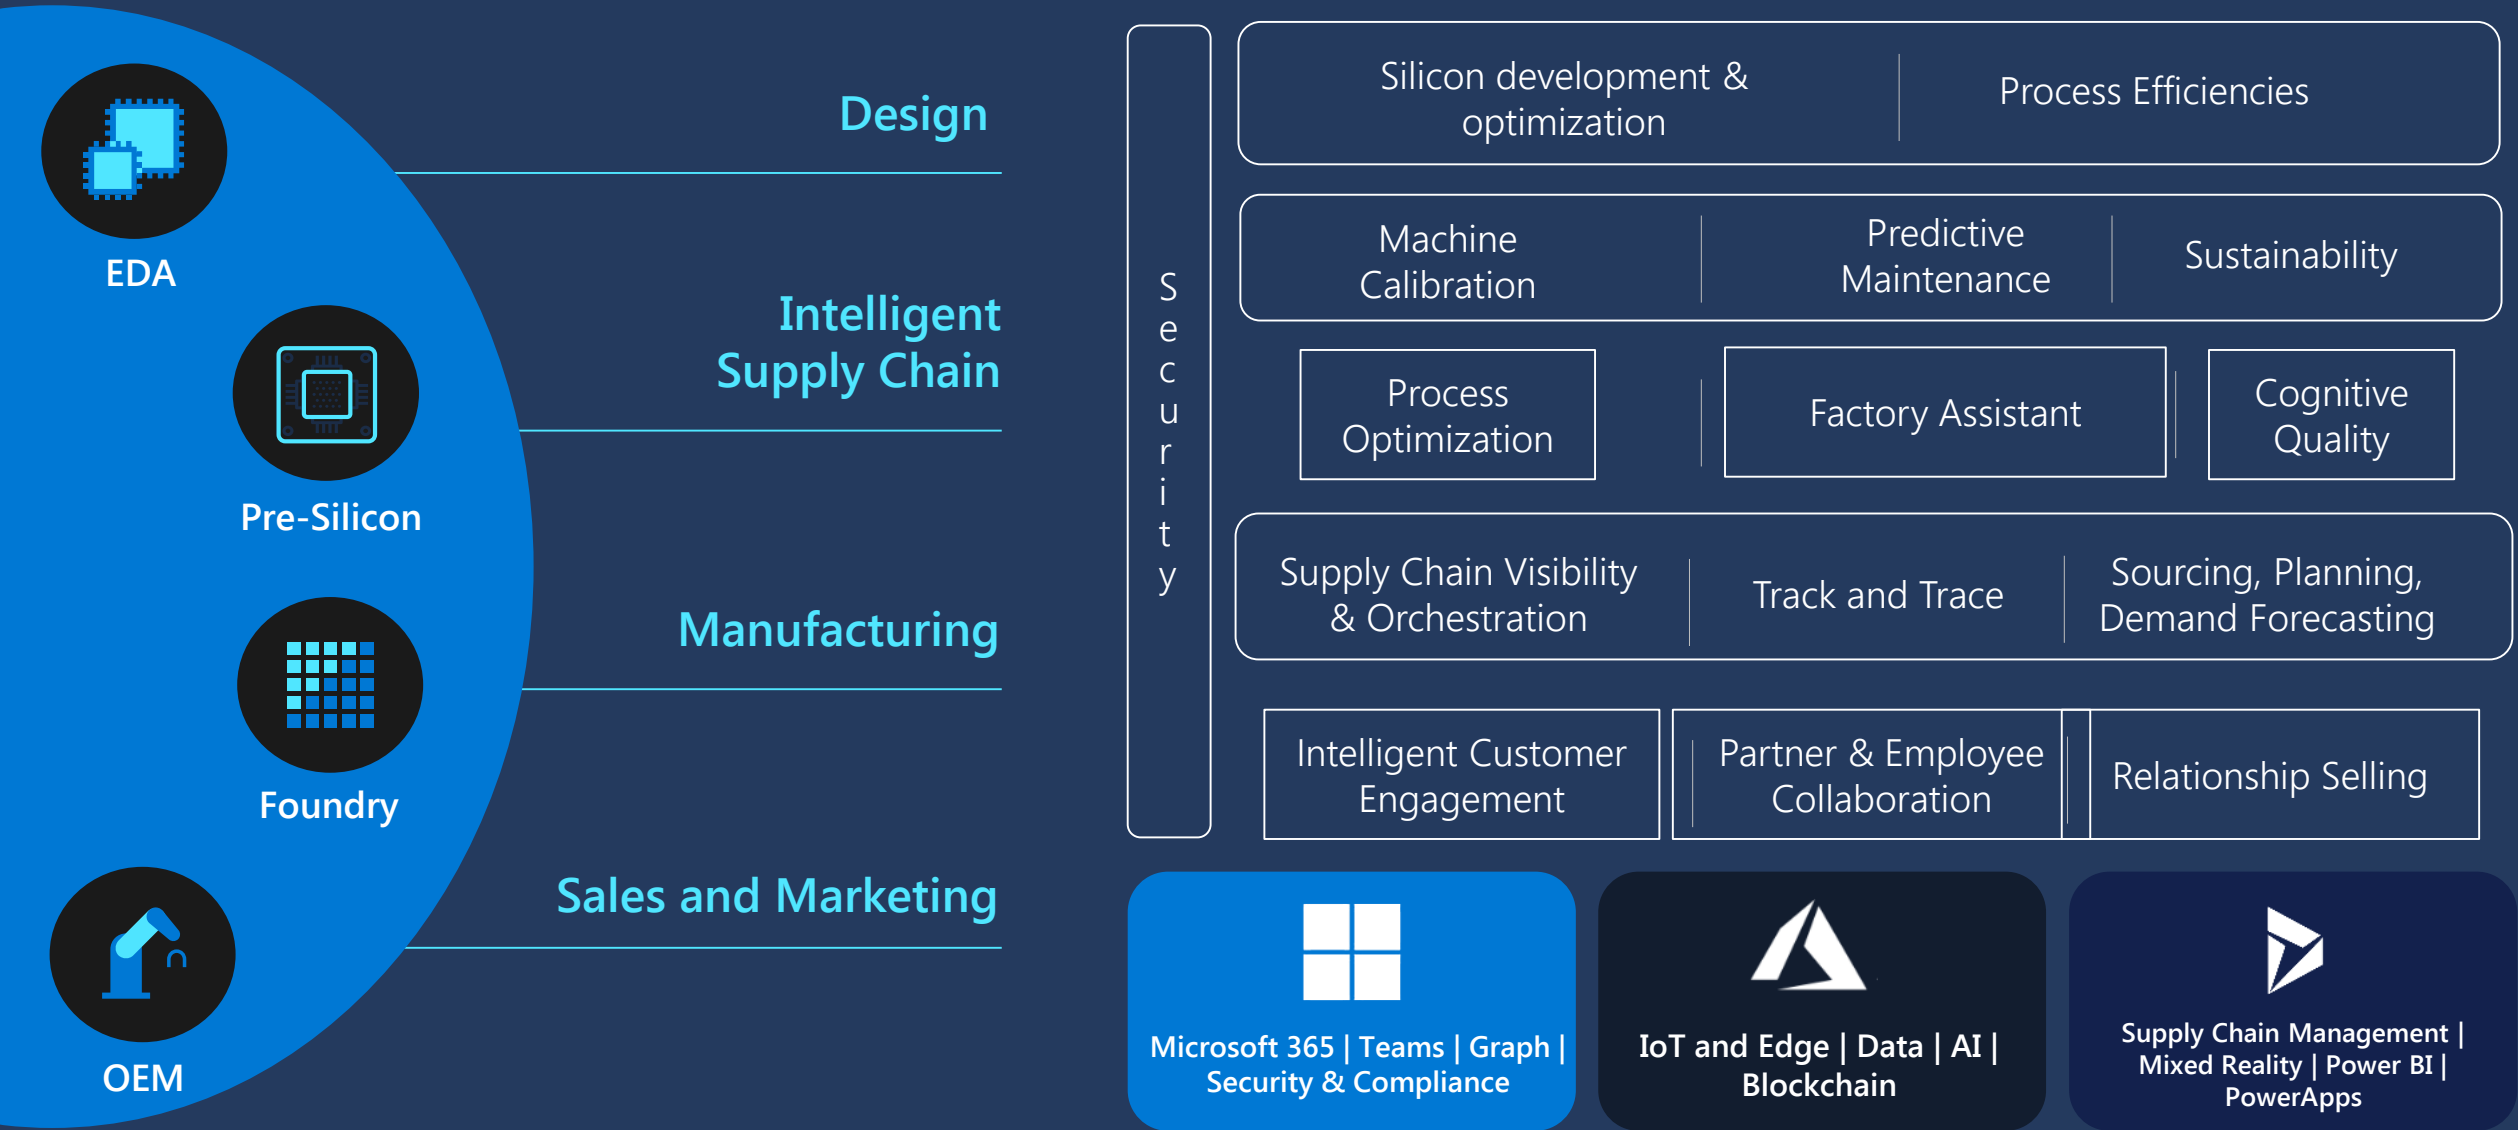 EDA
Pre-Silicon
Foundry
OEM
Design
Intelligent
Supply Chain
Manufacturing
Sales and Marketing
Security
Silicon development &
optimization
Process Efficiencies
Machine
Calibration
Predictive
Maintenance
Sustainability
Process
Optimization
Factory Assistant
Cognitive
Quality
Supply Chain Visibility
& Orchestration
Track and Trace
Sourcing, Planning,
Demand Forecasting
Intelligent Customer
Engagement
Partner & Employee
Collaboration
Relationship Selling
Microsoft 365 | Teams | Graph |
Security & Compliance
IoT and Edge | Data | AI |
Blockchain
Supply Chain Management |
Mixed Reality | Power BI |
PowerApps